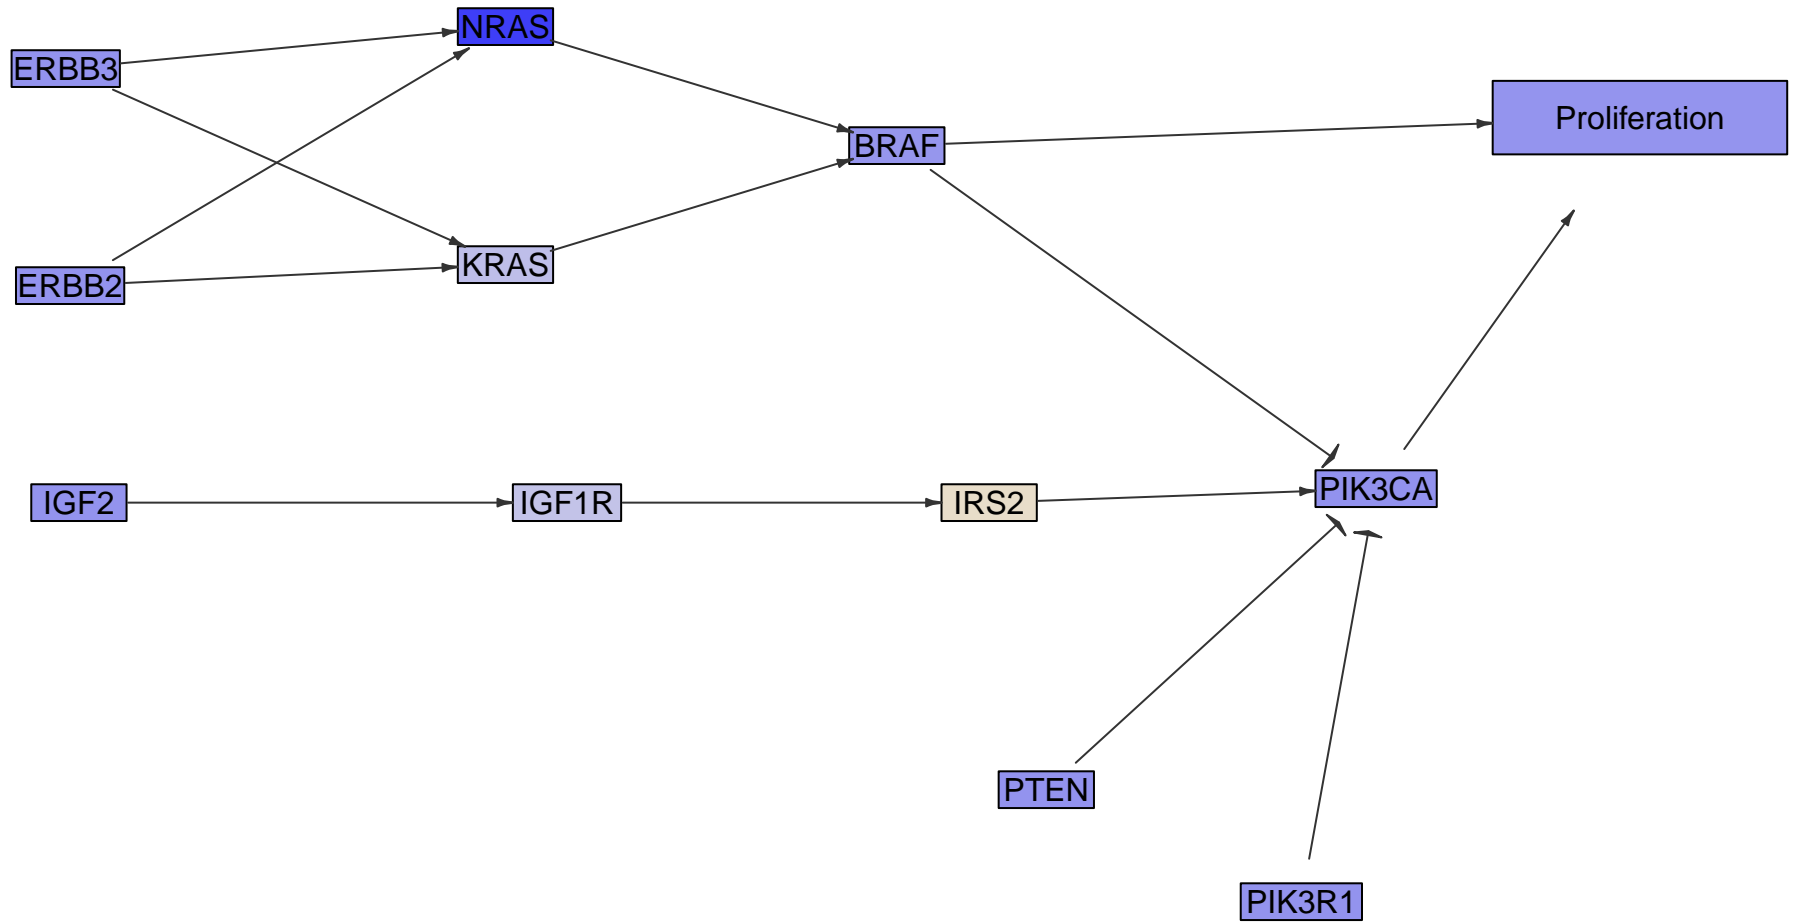 NRAS
ERBB3
Proliferation
BRAF
KRAS
ERBB2
PIK3CA
IGF2
IGF1R
IRS2
PTEN
PIK3R1